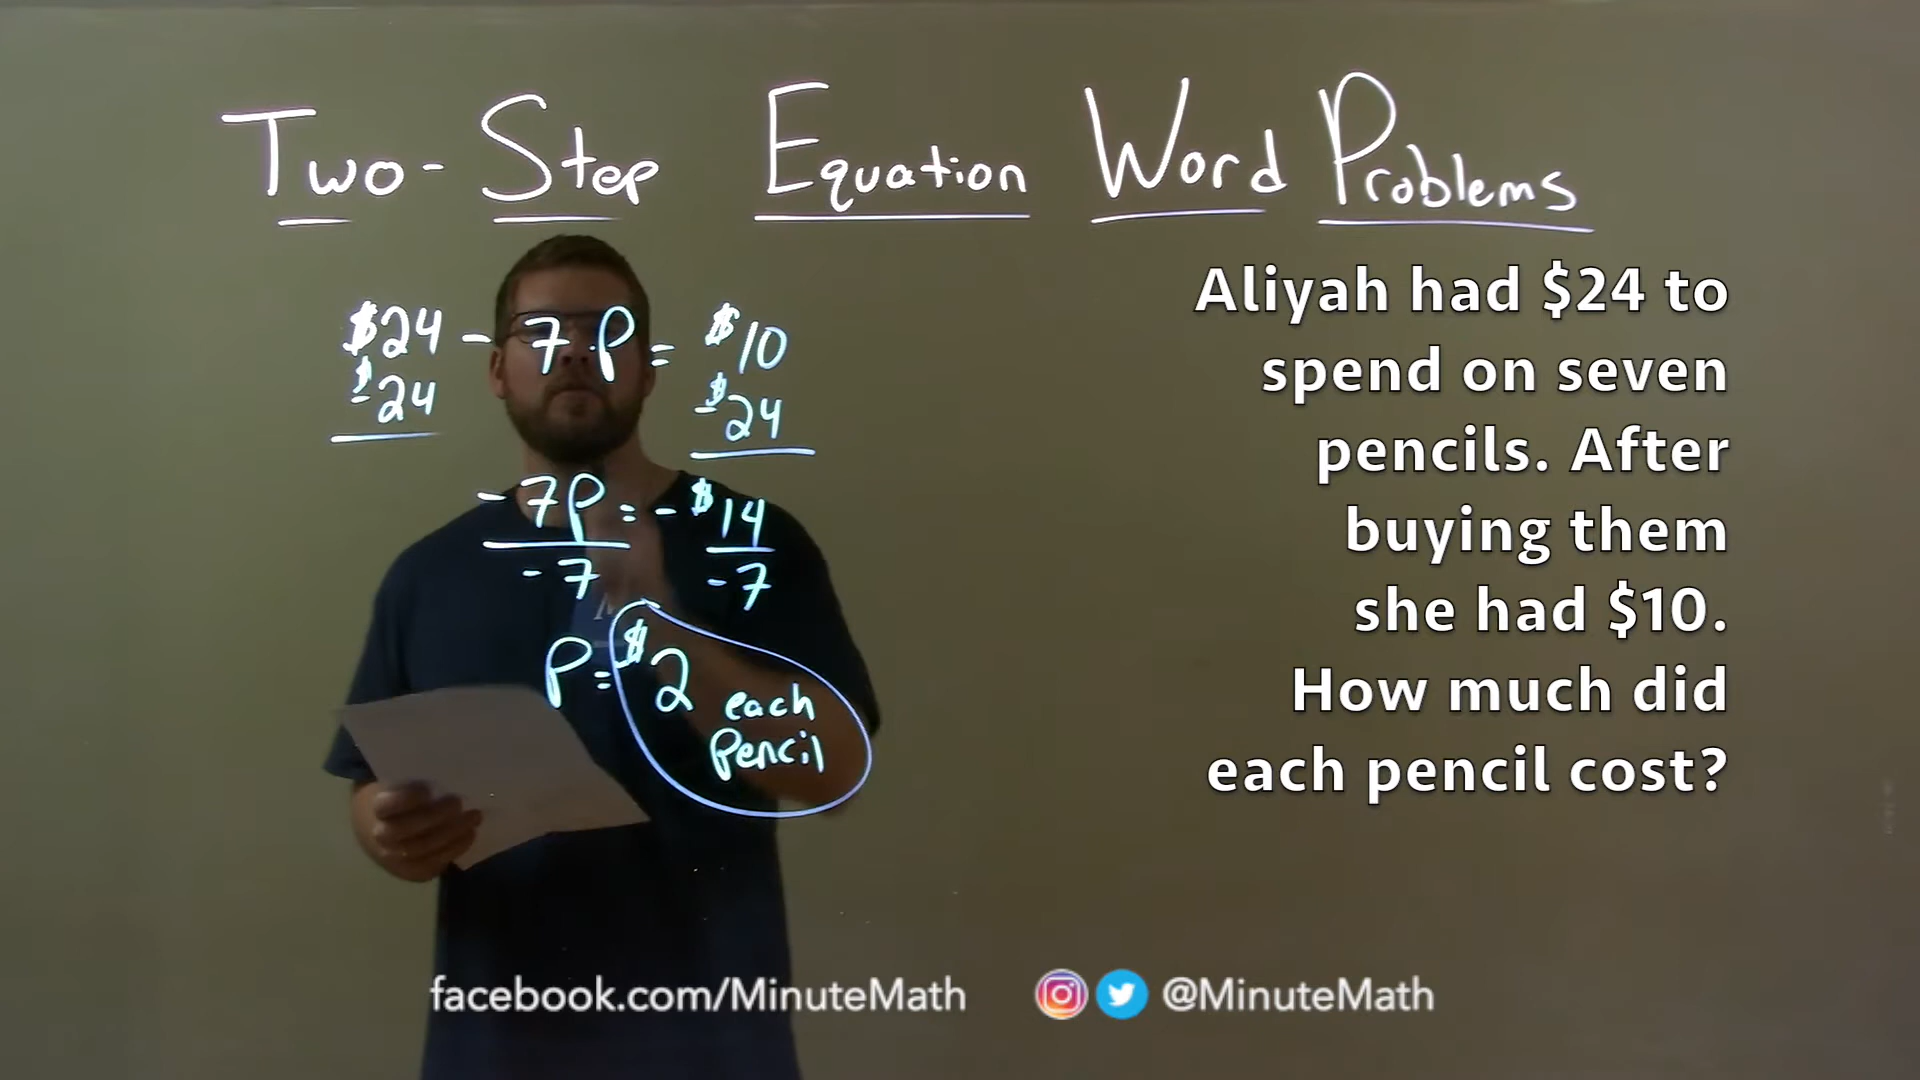 Two-Step Equation Word Problems
$24 - 7P = $10
-$24 -$24
-7P = -$14
-7 -7
P = $2 each
Pencil
Aliyah had $24 to
spend on seven
pencils. After
buying them
she had $10.
How much did
each pencil cost?
facebook.com/MinuteMath @MinuteMath